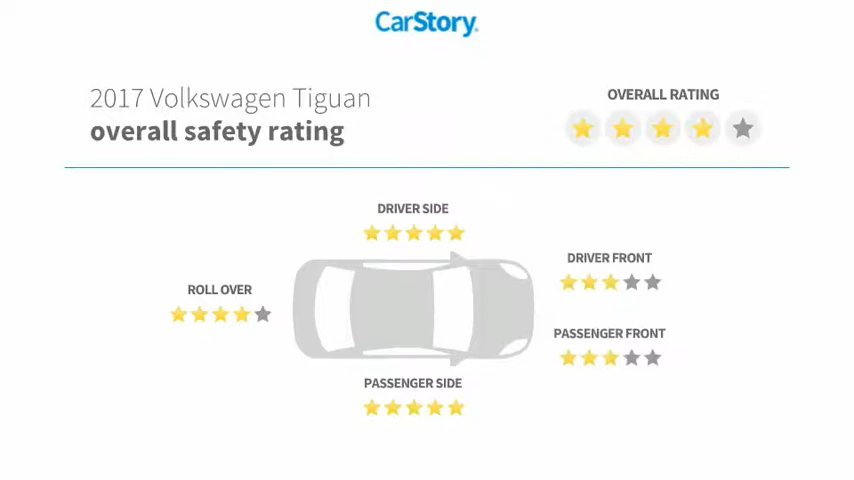 CarStory.
2017 Volkswagen Tiguan
overall safety rating
OVERALL RATING
DRIVER SIDE
DRIVER FRONT
ROLL OVER
PASSENGER FRONT
PASSENGER SIDE